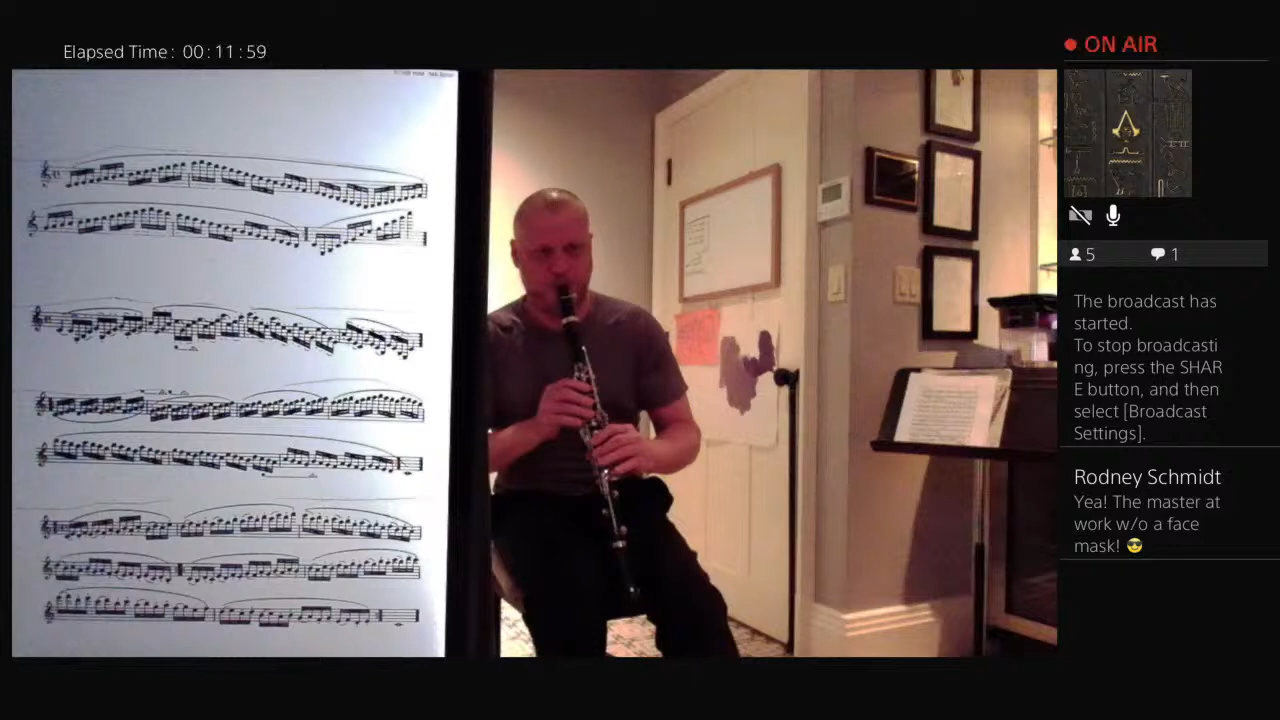 Elapsed Time: 00:11:59
ON AIR
5
1
The broadcast has
started.
To stop broadcasti
ng, press the SHAR
E button, and then
select [Broadcast
Settings].
Rodney Schmidt
Yea! The master at
work w/o a face
mask! 😎